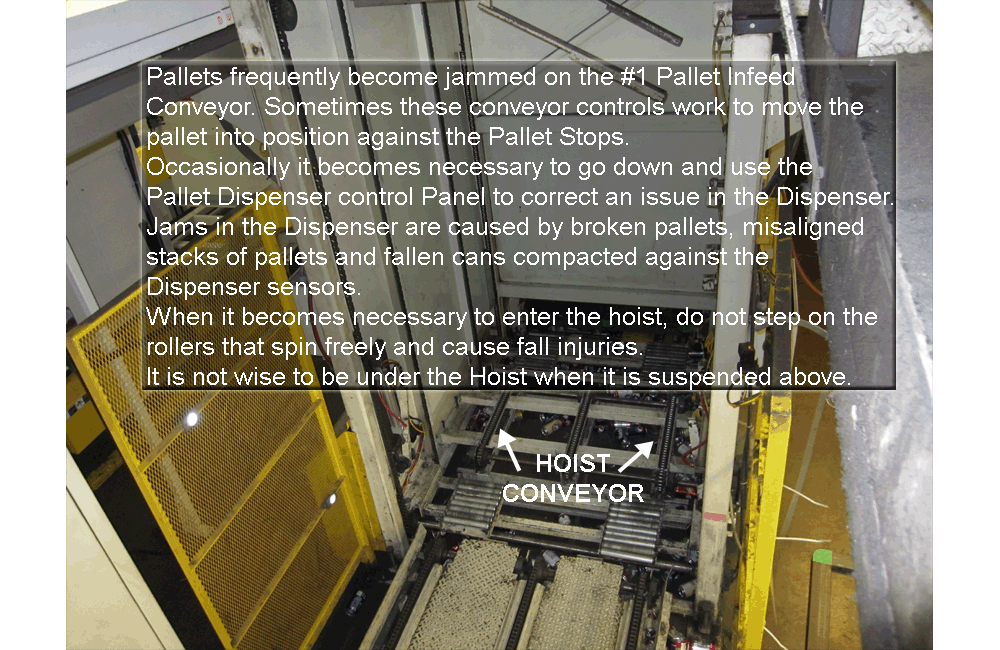 Pallets frequently become jammed on the #1 Pallet Infeed
Conveyor. Sometimes these conveyor controls work to move the
pallet into position against the Pallet Stops.
Occasionally it becomes necessary to go down and use the
Pallet Dispenser control Panel to correct an issue in the Dispenser.
Jams in the Dispenser are caused by broken pallets, misaligned
stacks of pallets and fallen cans compacted against the
Dispenser sensors.
When it becomes necessary to enter the hoist, do not step on the
rollers that spin freely and cause fall injuries.
It is not wise to be under the Hoist when it is suspended above.
HOIST
CONVEYOR